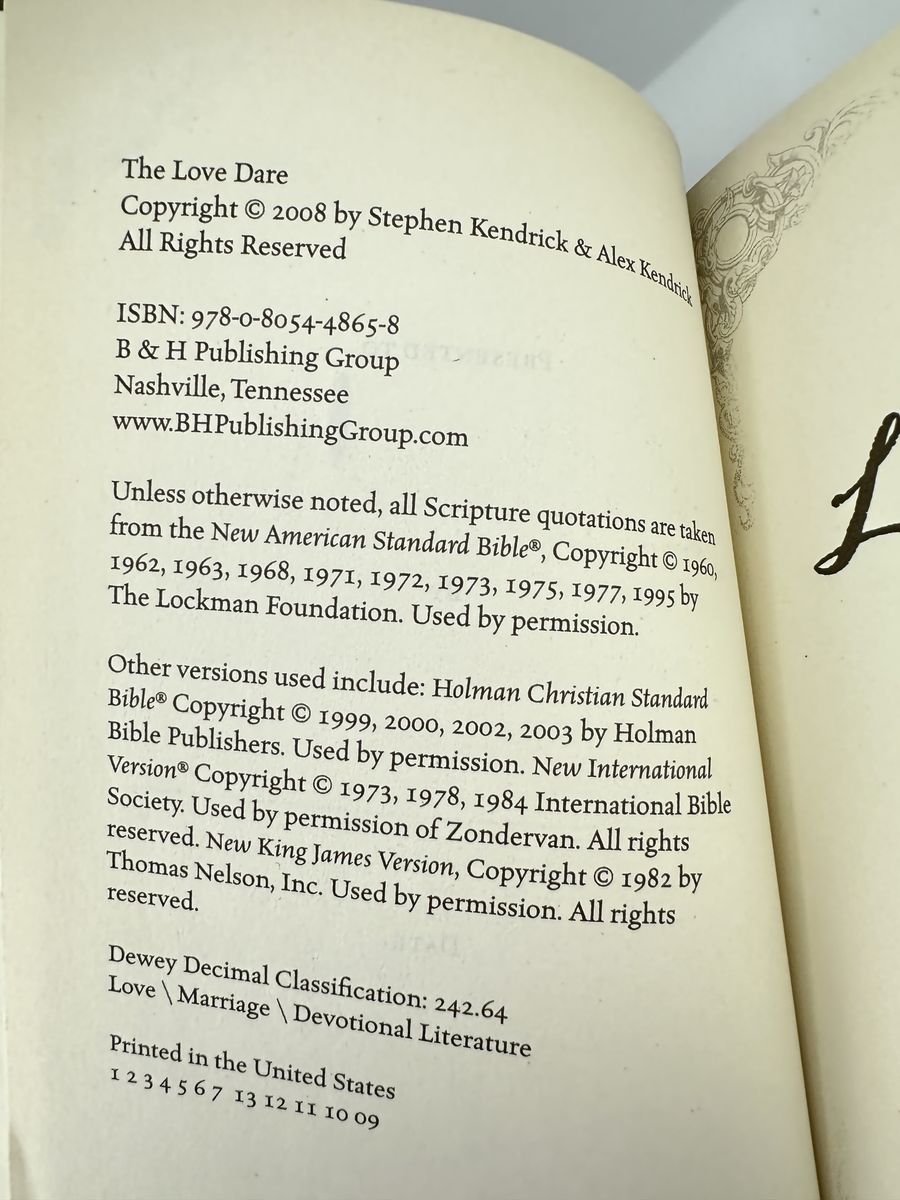 The Love Dare
Copyright © 2008 by Stephen Kendrick & Alex Kendrick
All Rights Reserved
ISBN: 978-0-8054-4865-8
B & H Publishing Group
Nashville, Tennessee
www.BHPublishingGroup.com
Unless otherwise noted, all Scripture quotations are taken
from the New American Standard Bible®, Copyright © 1960,
1962, 1963, 1968, 1971, 1972, 1973, 1975, 1977, 1995 by
The Lockman Foundation. Used by permission.
Other versions used include: Holman Christian Standard
Bible® Copyright © 1999, 2000, 2002, 2003 by Holman
Bible Publishers. Used by permission. New International
Version® Copyright © 1973, 1978, 1984 International Bible
Society. Used by permission of Zondervan. All rights
reserved. New King James Version, Copyright © 1982 by
Thomas Nelson, Inc. Used by permission. All rights
reserved.
Dewey Decimal Classification: 242.64
Love \ Marriage \ Devotional Literature
Printed in the United States
1 2 3 4 5 6 7 13 12 11 10 09